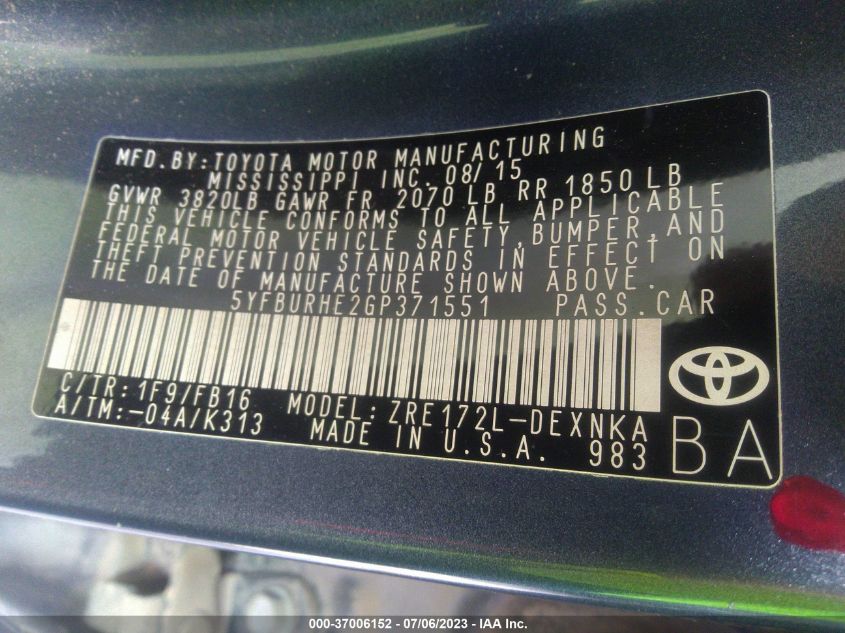 MFD.BY:TOYOTA MOTOR MANUFACTURING
MISSISSIPPI INC. 08/15
GVWR 3820LB GAWR FR 2070 LB RR 1850 LB
THIS VEHICLE CONFORMS TO ALL APPLICABLE
FEDERAL MOTOR VEHICLE SAFETY, BUMPER, AND
THEFT PREVENTION STANDARDS IN EFFECT ON
THE DATE OF MANUFACTURE SHOWN ABOVE.
5YFBURHE2GP371551 PASS.CAR
C/TR:1F9/FB16 MODEL:ZRE172L-DEXNKA
A/TM:-04A/K313 MADE IN U.S.A. 983
BA
000-37006152 / 07/06/2023 - IAA Inc.